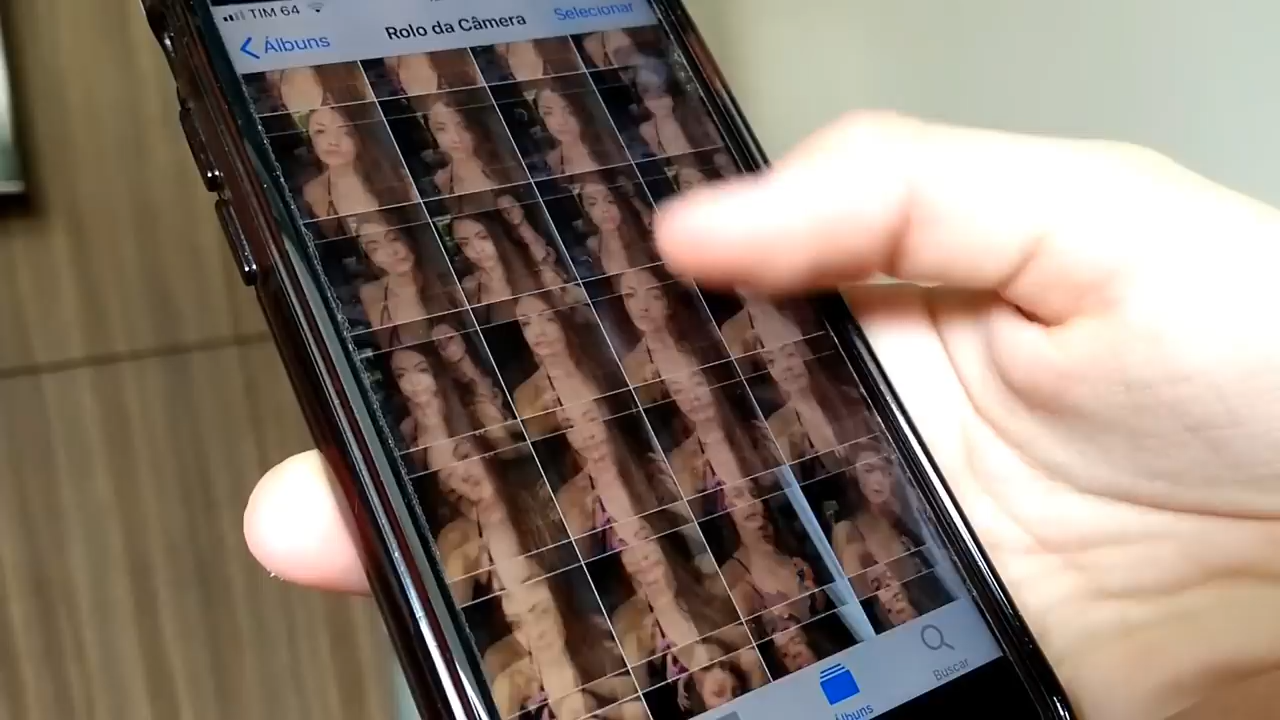 TIM 64
Álbuns
Rolo da Câmera
Selecionar
Álbuns
Buscar